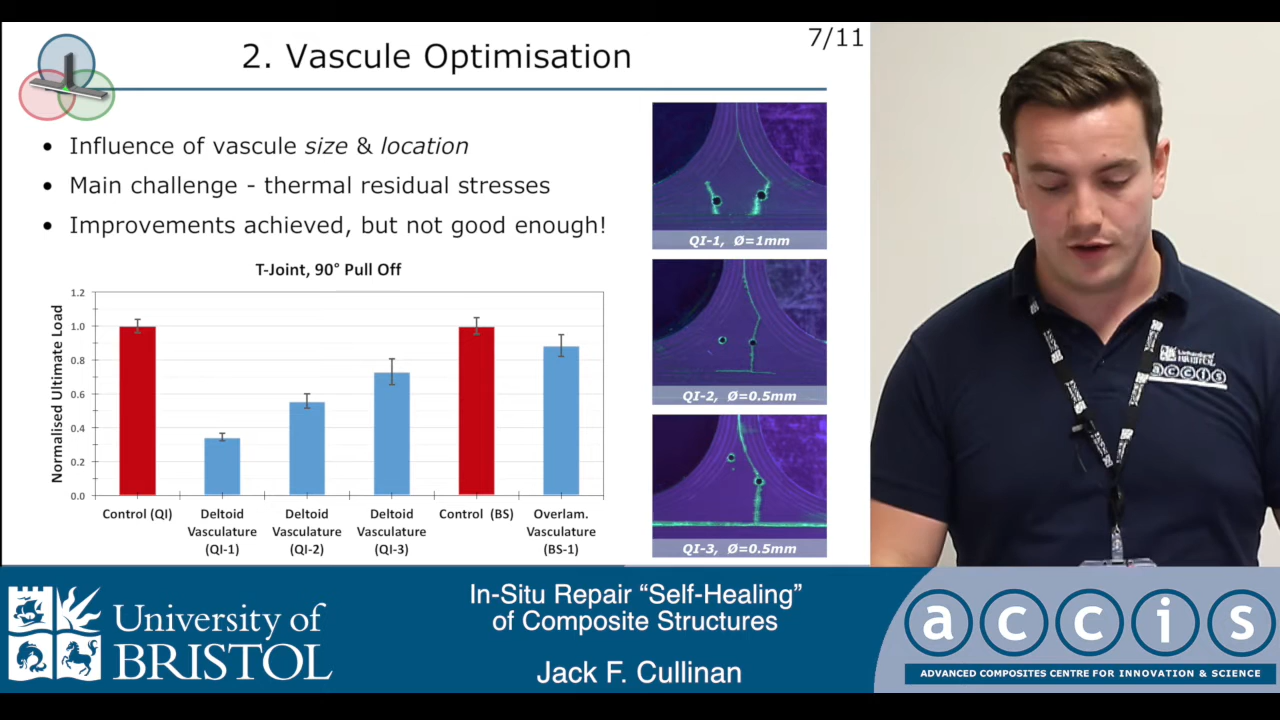 7/11
2. Vascule Optimisation
• Influence of vascule size & location
• Main challenge - thermal residual stresses
• Improvements achieved, but not good enough!
T-Joint, 90° Pull Off
Normalised Ultimate Load
1.2
1.0
0.8
0.6
0.4
0.2
0.0
Control (QI)
Deltoid
Vasculature
(QI-1)
Deltoid
Vasculature
(QI-2)
Deltoid
Vasculature
(QI-3)
Control (BS)
Overlam.
Vasculature
(BS-1)
QI-1, Ø=1mm
QI-2, Ø=0.5mm
QI-3, Ø=0.5mm
BRISTOL
accis
University of
BRISTOL
In-Situ Repair “Self-Healing”
of Composite Structures
Jack F. Cullinan
accis
ADVANCED COMPOSITES CENTRE FOR INNOVATION & SCIENCE